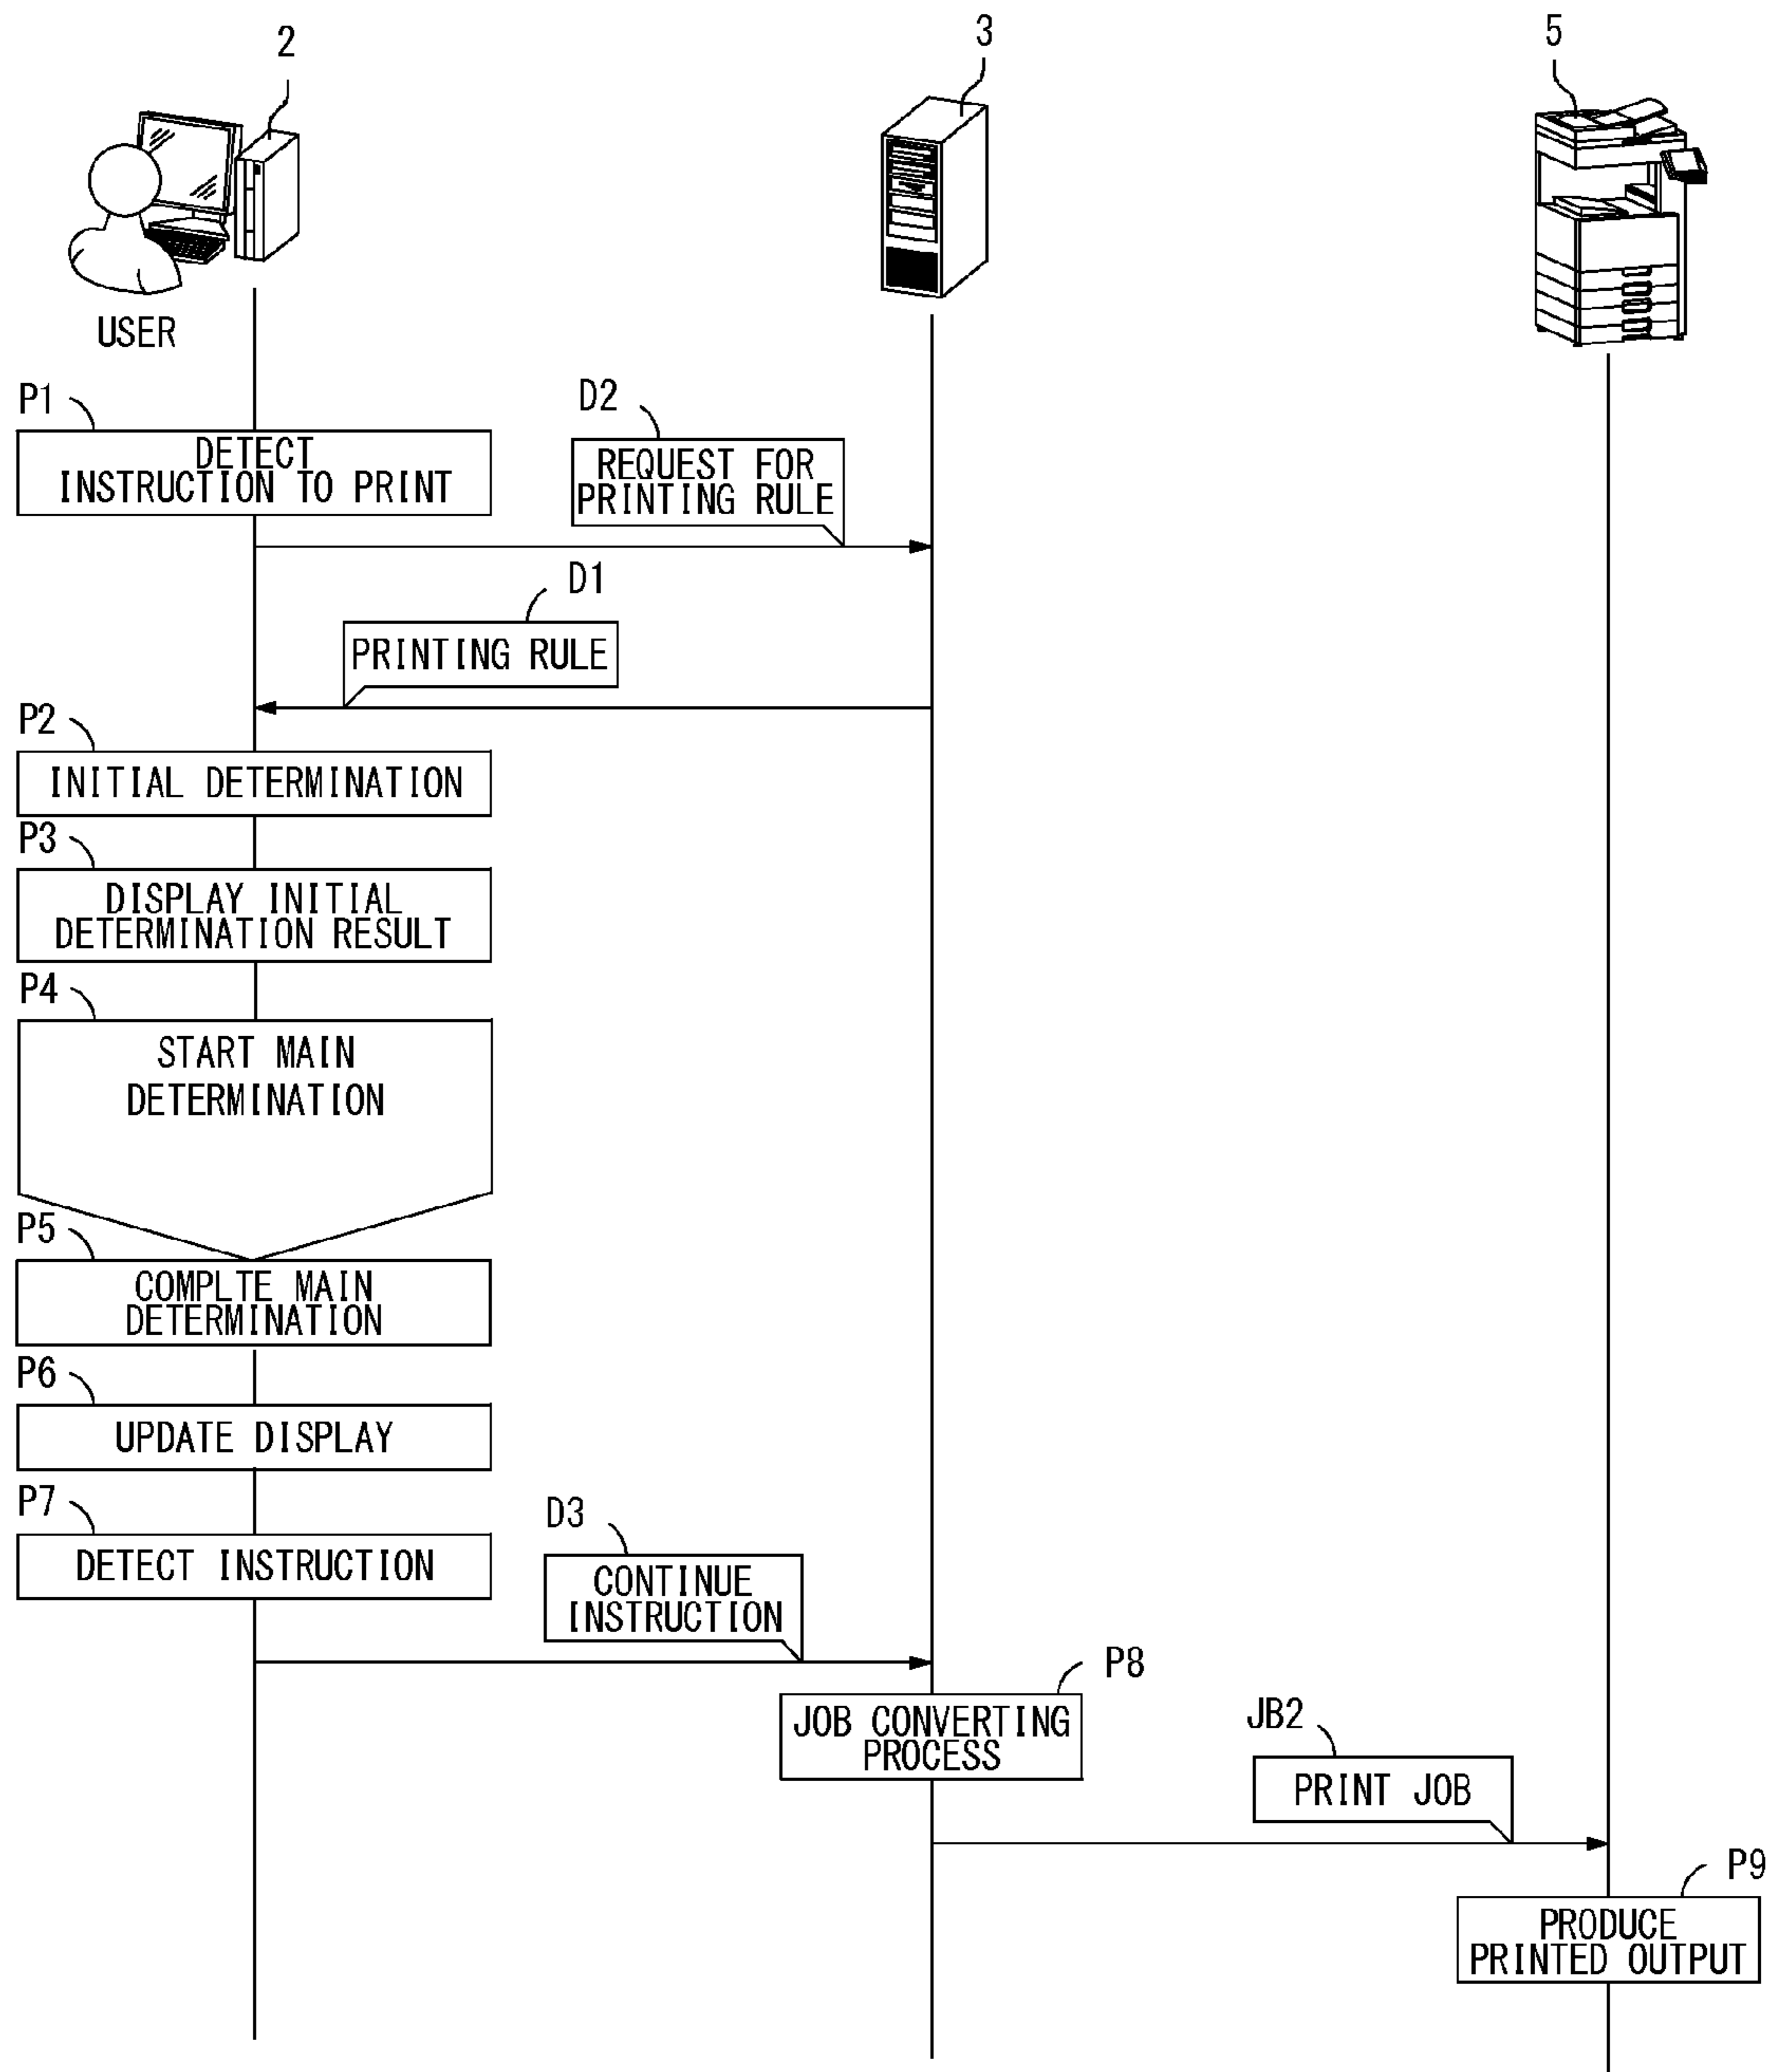 2
3
5
USER
P1
DETECT
INSTRUCTION TO PRINT
D2
REQUEST FOR
PRINTING RULE
D1
PRINTING RULE
P2
INITIAL DETERMINATION
P3
DISPLAY INITIAL
DETERMINATION RESULT
P4
START MAIN
DETERMINATION
P5
COMPLTE MAIN
DETERMINATION
P6
UPDATE DISPLAY
P7
DETECT INSTRUCTION
D3
CONTINUE
INSTRUCTION
P8
JOB CONVERTING
PROCESS
JB2
PRINT JOB
P9
PRODUCE
PRINTED OUTPUT